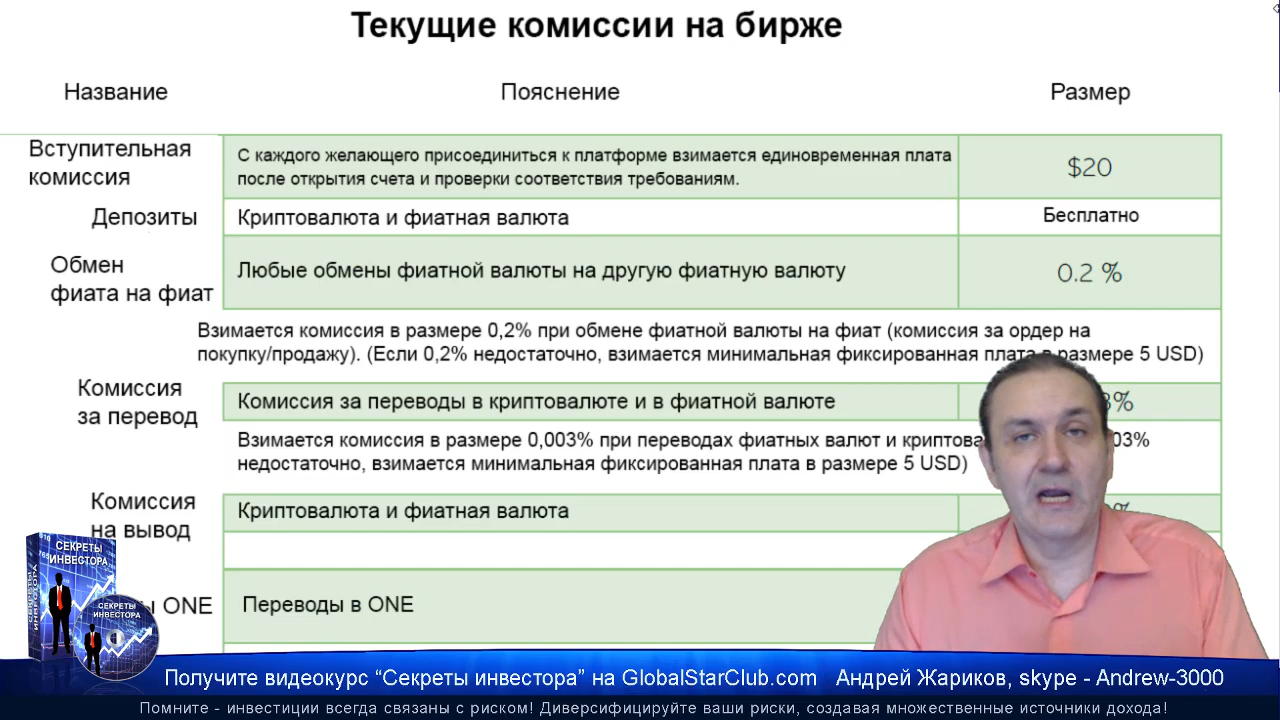 Текущие комиссии на бирже
Название Пояснение Размер
Вступительная
комиссия
С каждого желающего присоединиться к платформе взимается единовременная плата
после открытия счета и проверки соответствия требованиям.
$20
Депозиты Криптовалюта и фиатная валюта Бесплатно
Обмен
фиата на фиат
Любые обмены фиатной валюты на другую фиатную валюту 0.2 %
Взимается комиссия в размере 0,2% при обмене фиатной валюты на фиат (комиссия за ордер на
покупку/продажу). (Если 0,2% недостаточно, взимается минимальная фиксированная плата в размере 5 USD)
Комиссия
за перевод
Комиссия за переводы в криптовалюте и в фиатной валюте
Взимается комиссия в размере 0,003% при переводах фиатных валют и
недостаточно, взимается минимальная фиксированная плата в размере 5 USD)
Комиссия
на вывод
Криптовалюта и фиатная валюта
ONE Переводы в ONE
СЕКРЕТЫ
ИНВЕСТОРА
СЕКРЕТЫ
ИНВЕСТОРА
Получите видеокурс “Секреты инвестора” на GlobalStarClub.com Андрей Жариков, skype - Andrew-3000
Помните - инвестиции всегда связаны с риском! Диверсифицируйте ваши риски, создавая множественные источники дохода!